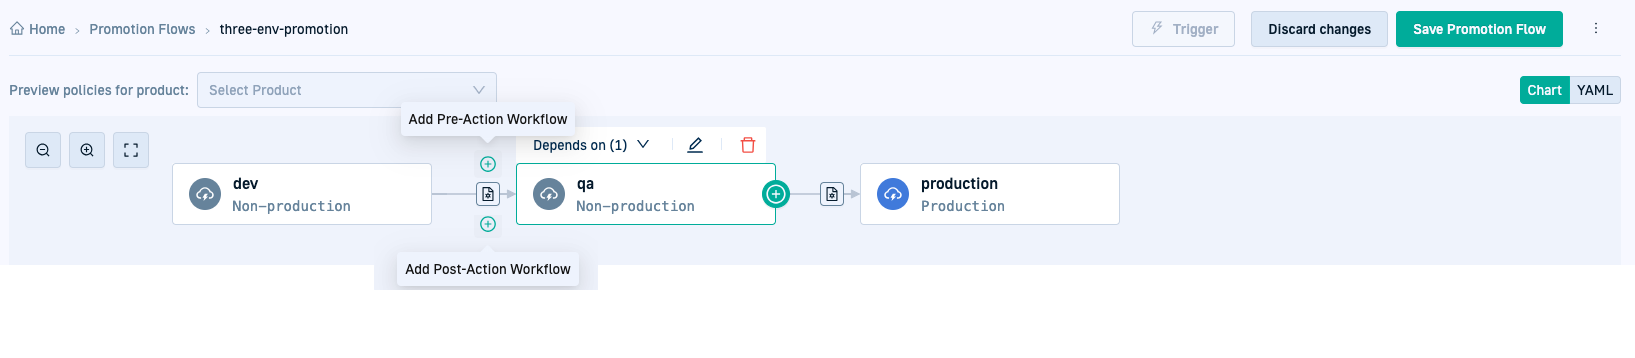 Home › Promotion Flows › three-env-promotion
Trigger
Discard changes
Save Promotion Flow
Preview policies for product:
Select Product
Chart
YAML
Add Pre-Action Workflow
Depends on (1)
dev
Non-production
qa
Non-production
production
Production
Add Post-Action Workflow